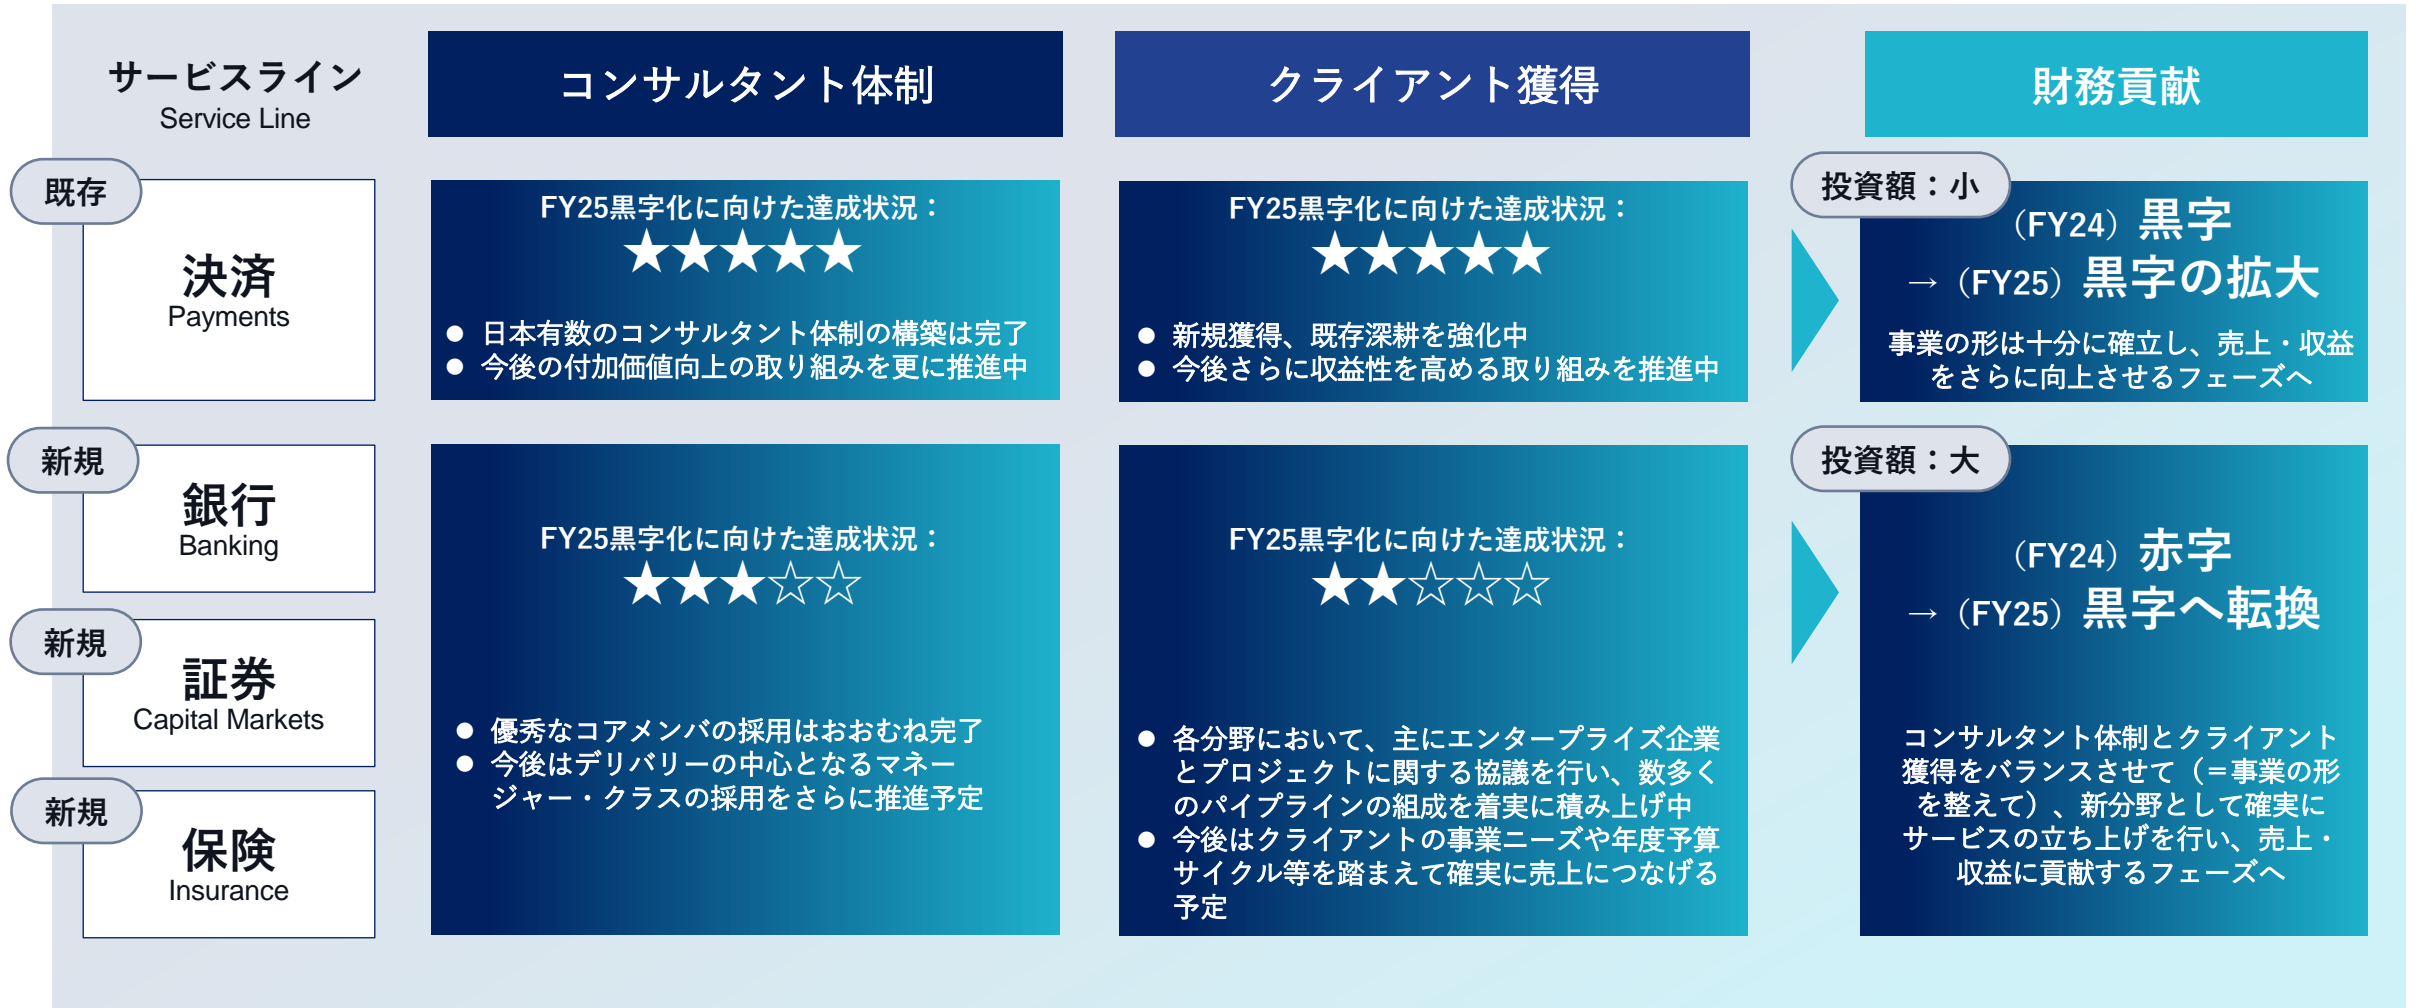 サービスライン
Service Line
コンサルタント体制
クライアント獲得
財務貢献
既存
決済
Payments
FY25黒字化に向けた達成状況：
★★★★★
● 日本有数のコンサルタント体制の構築は完了
● 今後の付加価値向上の取り組みを更に推進中
FY25黒字化に向けた達成状況：
★★★★★
● 新規獲得、既存深耕を強化中
● 今後さらに収益性を高める取り組みを推進中
投資額：小
（FY24）黒字
→（FY25）黒字の拡大
事業の形は十分に確立し、売上・収益
をさらに向上させるフェーズへ
新規
銀行
Banking
新規
証券
Capital Markets
新規
保険
Insurance
FY25黒字化に向けた達成状況：
★★★☆☆
● 優秀なコアメンバの採用はおおむね完了
● 今後はデリバリーの中心となるマネー
ジャー・クラスの採用をさらに推進予定
FY25黒字化に向けた達成状況：
★★☆☆☆
● 各分野において、主にエンタープライズ企業
とプロジェクトに関する協議を行い、数多く
のパイプラインの組成を着実に積み上げ中
● 今後はクライアントの事業ニーズや年度予算
サイクル等を踏まえて確実に売上につなげる
予定
投資額：大
（FY24）赤字
→（FY25）黒字へ転換
コンサルタント体制とクライアント
獲得をバランスさせて（＝事業の形
を整えて）、新分野として確実に
サービスの立ち上げを行い、売上・
収益に貢献するフェーズへ